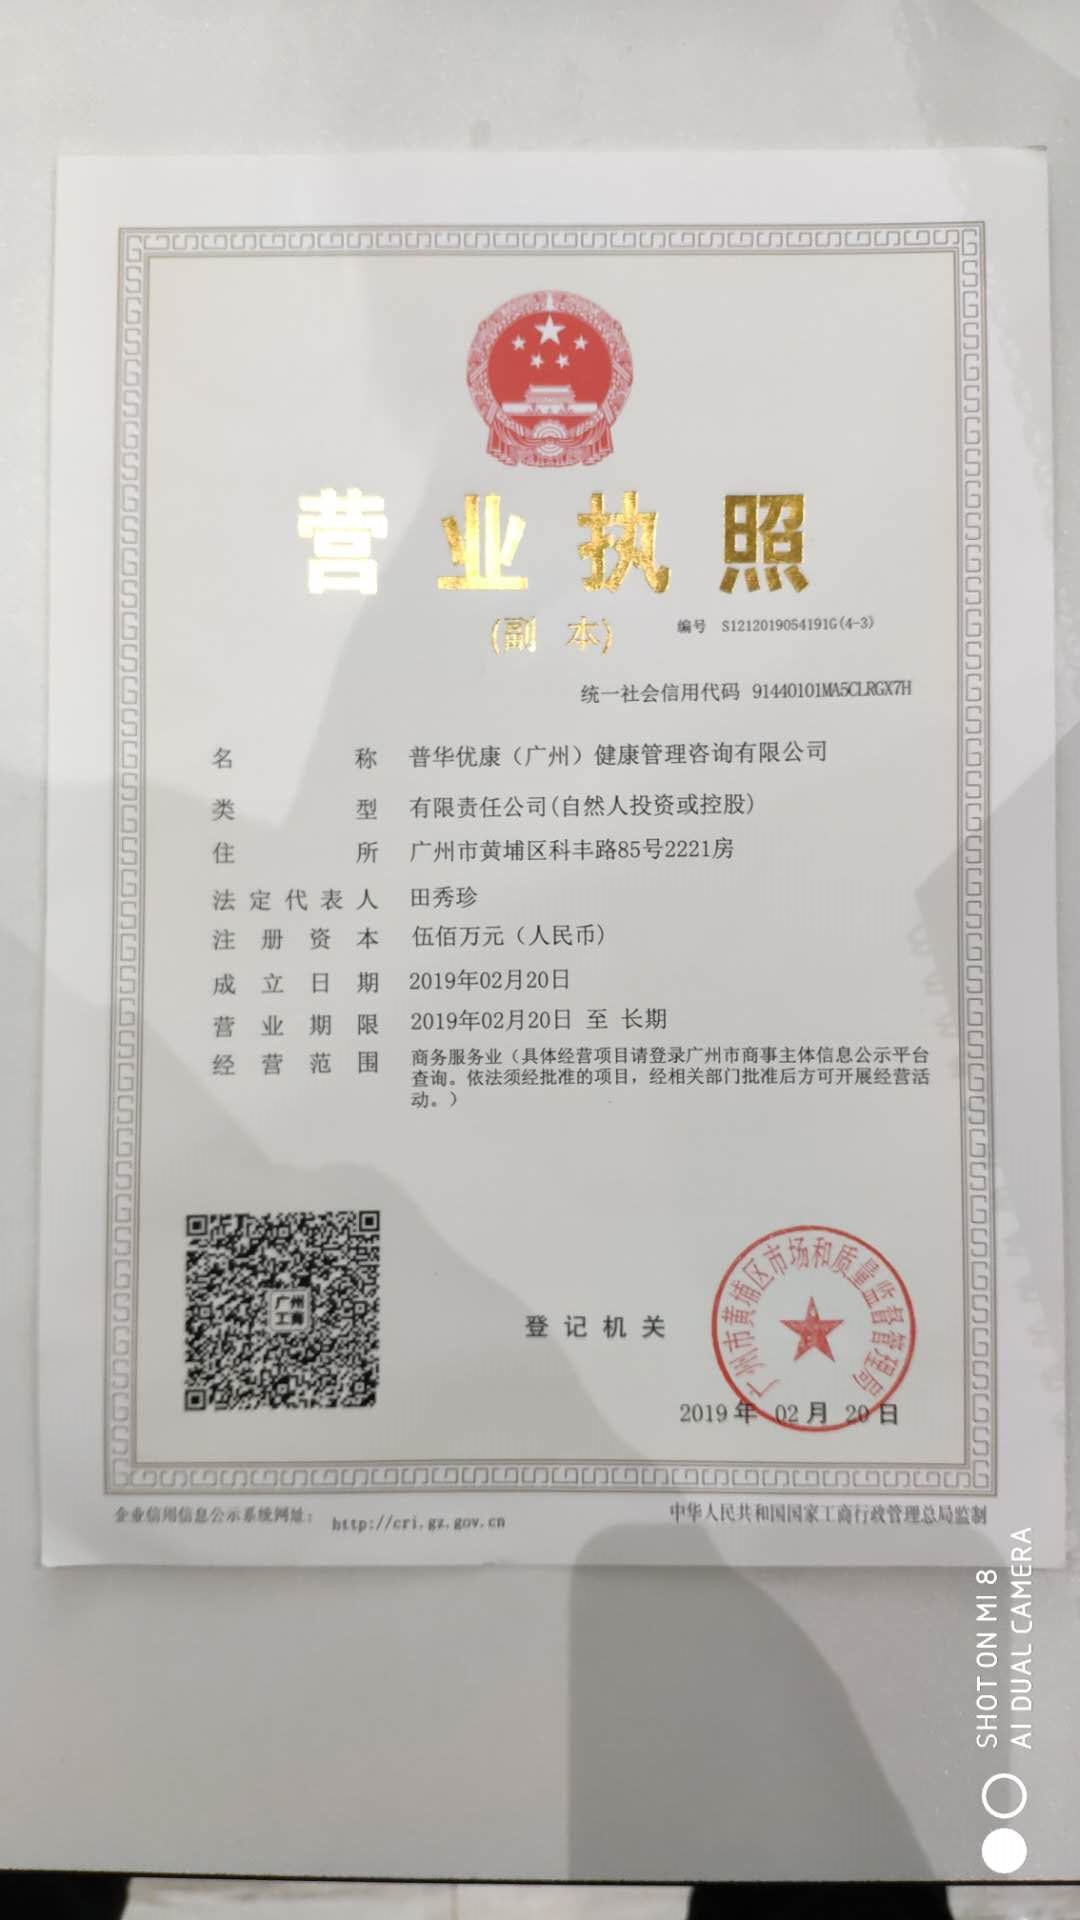 营业执照
(副 本)
编号 S1212019054191G(4-3)
统一社会信用代码 91440101MA5CLRGX7H
名称 普华优康（广州）健康管理咨询有限公司
类型 有限责任公司(自然人投资或控股)
住所 广州市黄埔区科丰路85号2221房
法定代表人 田秀珍
注册资本 伍佰万元（人民币）
成立日期 2019年02月20日
营业期限 2019年02月20日 至 长期
经营范围 商务服务业（具体经营项目请登录广州市商事主体信息公示平台
查询。依法须经批准的项目，经相关部门批准后方可开展经营活
动。）
广州
工商
登记机关
广州市黄埔区市场和质量监督管理局
2019 年 02 月 20 日
企业信用信息公示系统网址： http://cri.gz.gov.cn
中华人民共和国国家工商行政管理总局监制
SHOT ON MI 8
AI DUAL CAMERA